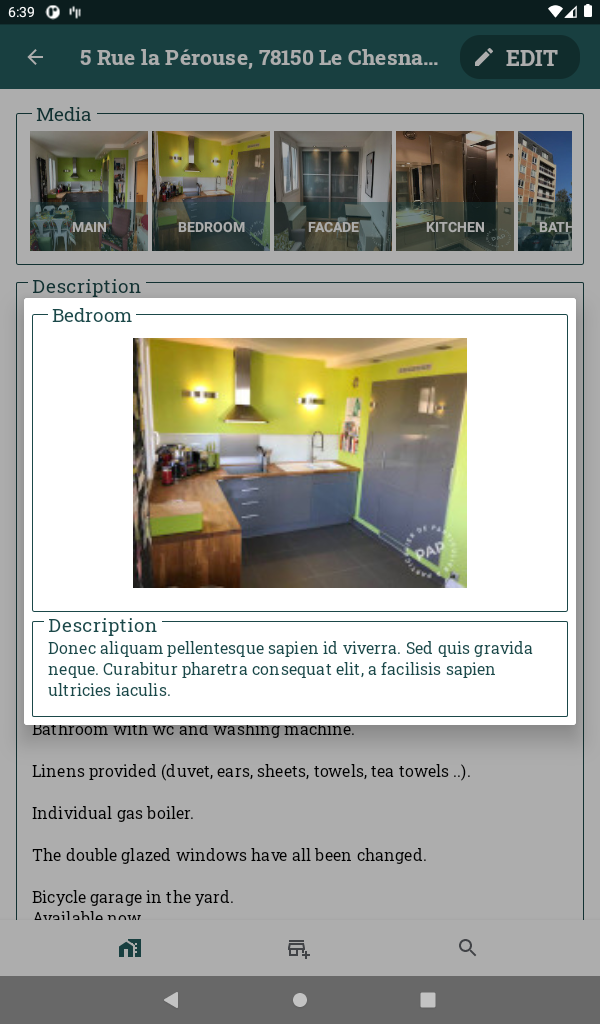 6:39
5 Rue la Pérouse, 78150 Le Chesna...
EDIT
Media
MAIN
BEDROOM
FACADE
KITCHEN
BATH
Description
Bedroom
PAP
DE PARTICULIER À PARTICULIER
Description
Donec aliquam pellentesque sapien id viverra. Sed quis gravida
neque. Curabitur pharetra consequat elit, a facilisis sapien
ultricies iaculis.
Bathroom with wc and washing machine.
Linens provided (duvet, ears, sheets, towels, tea towels ..).
Individual gas boiler.
The double glazed windows have all been changed.
Bicycle garage in the yard.
Available now